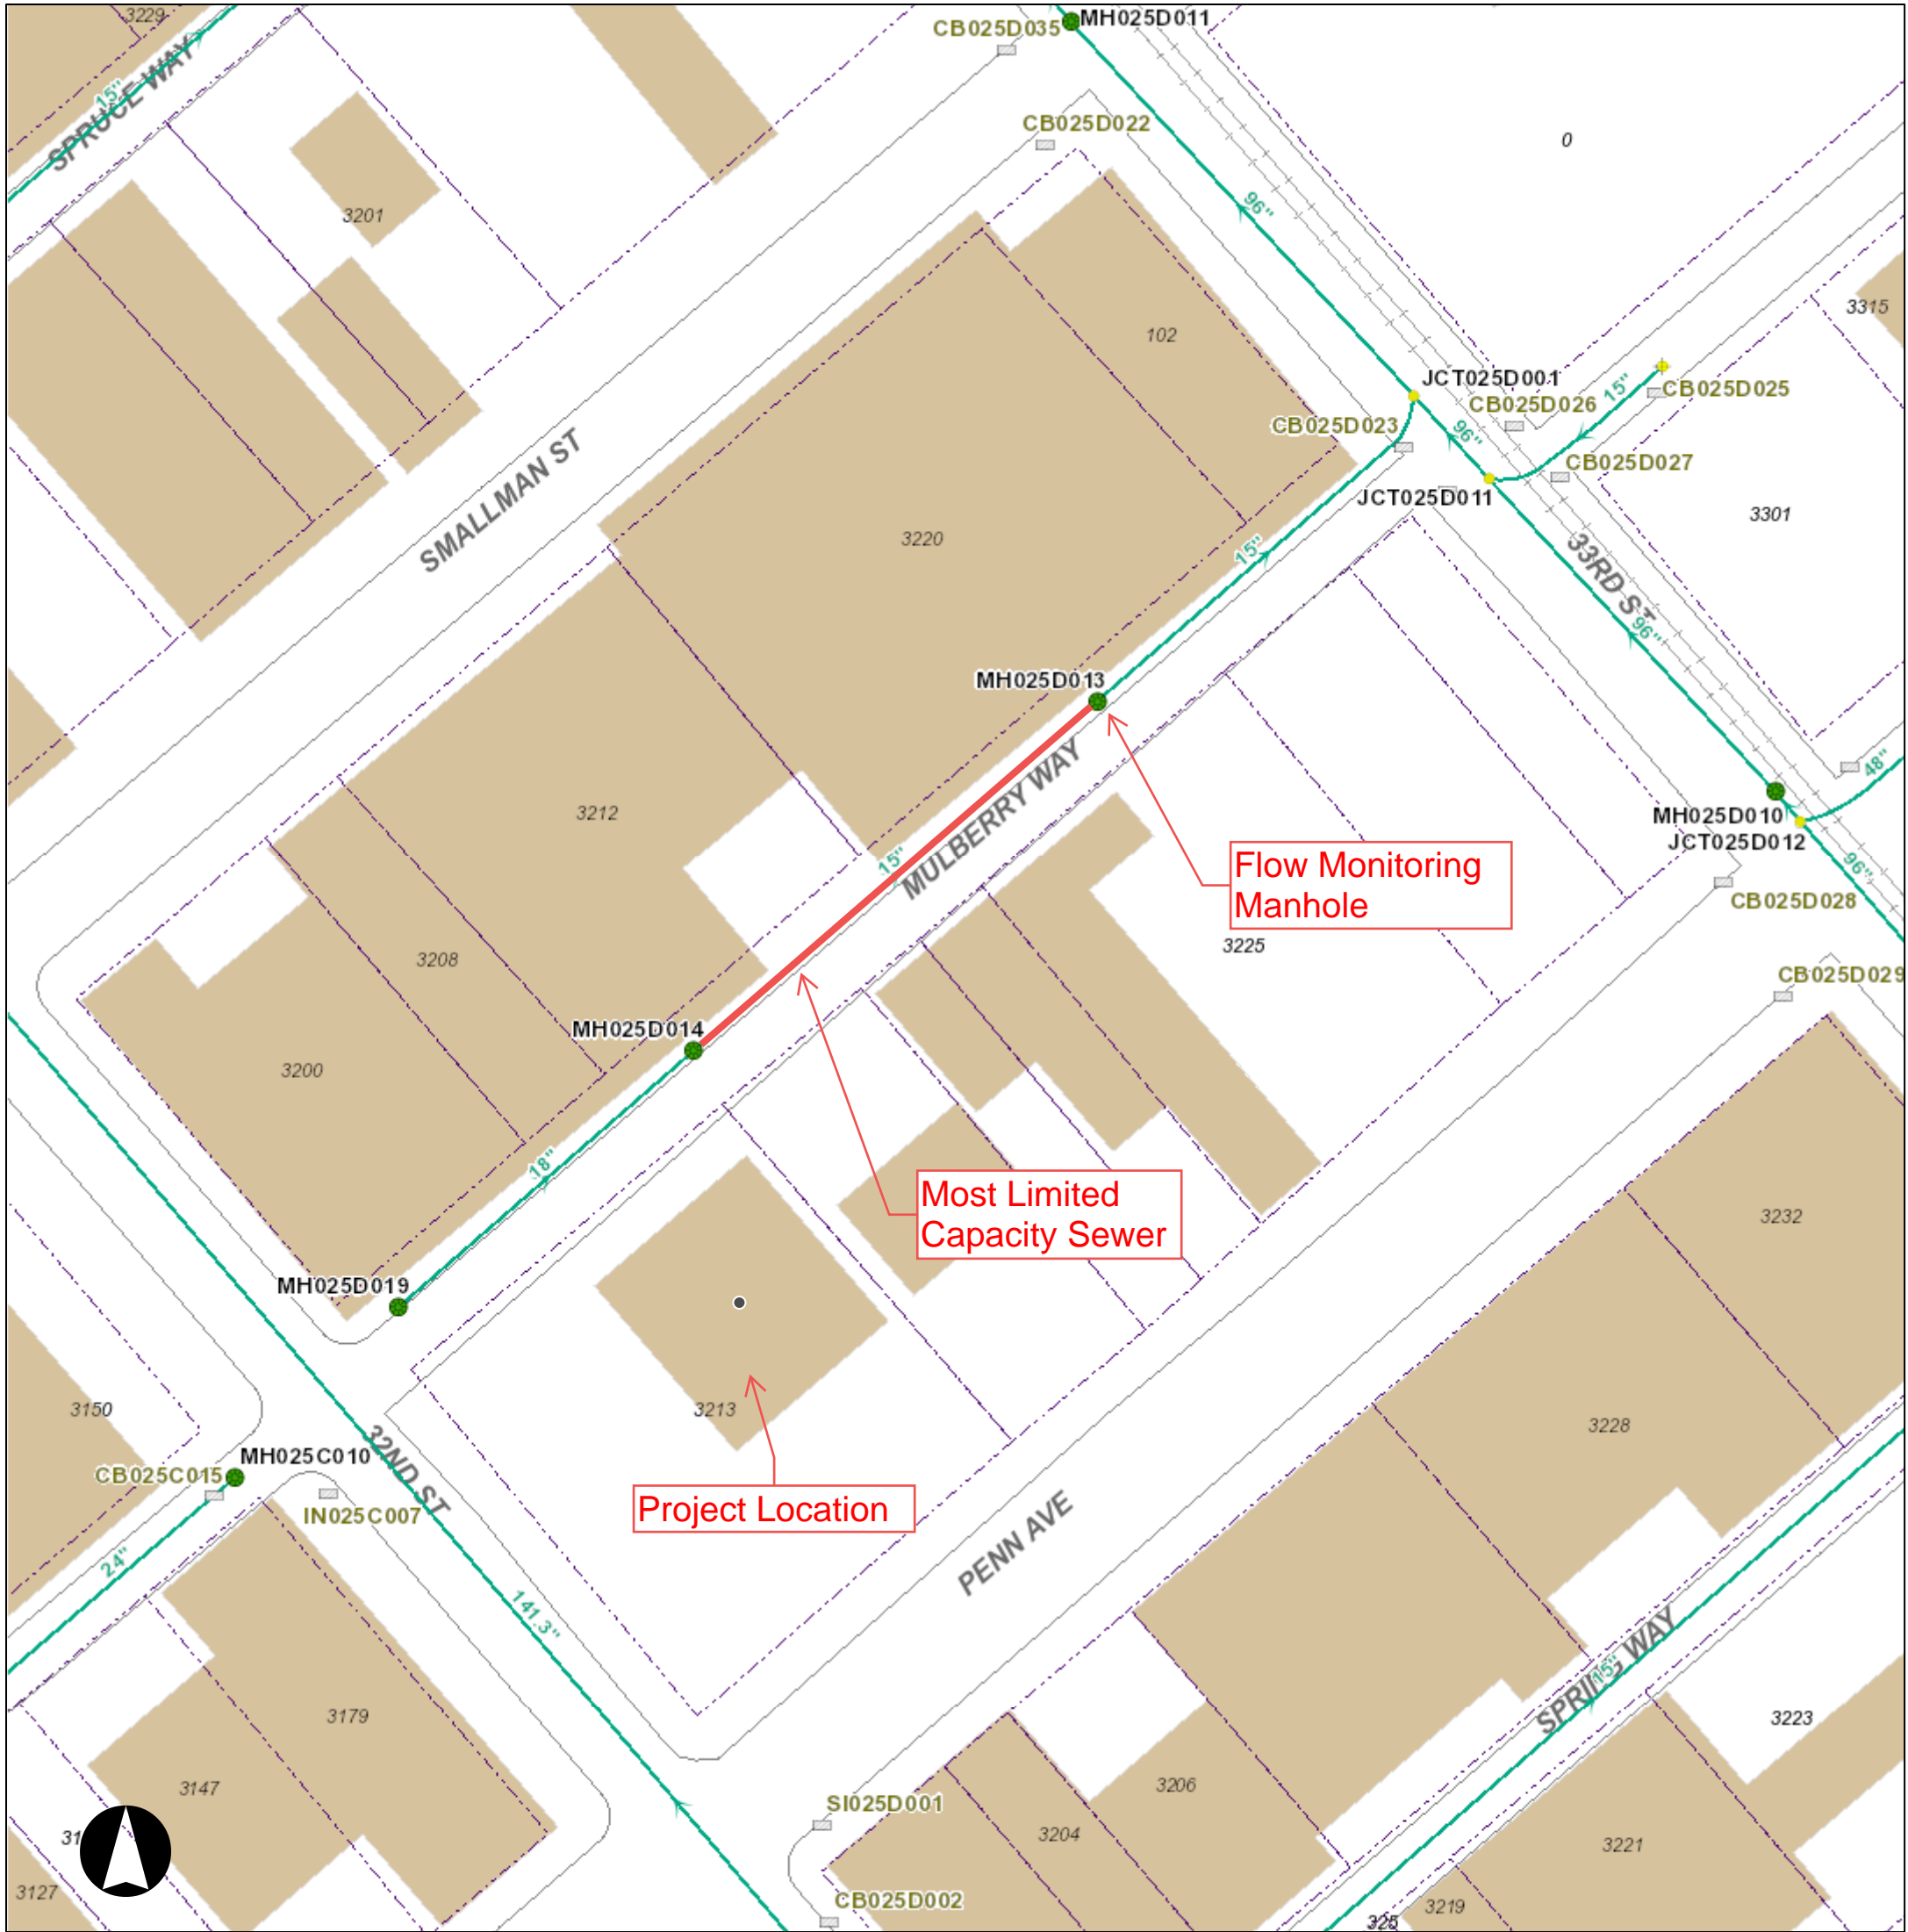 3229
CB025D035
MH025D011
15"
SPRUCE WAY
CB025D022
0
3201
96"
3315
102
JCT025D001
CB025D025
15"
CB025D026
CB025D023
96"
CB025D027
SMALLMAN ST
JCT025D011
3220
3301
15"
33RD ST
96"
MH025D013
48"
MH025D010
3212
JCT025D012
MULBERRY WAY
15"
96"
Flow Monitoring
Manhole
CB025D028
3225
3208
CB025D029
MH025D014
3200
18"
Most Limited
Capacity Sewer
3232
MH025D019
3150
3213
3228
32ND ST
MH025C010
CB025C015
Project Location
IN025C007
PENN AVE
24"
141.3"
SPRING WAY
15"
3179
3223
3147
3206
SI025D001
3204
3221
3127
CB025D002
3219
325